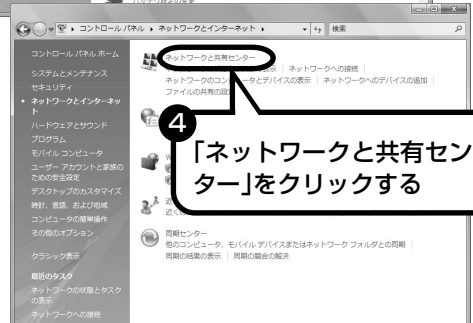 コントロール パネル ▸ ネットワークとインターネット ▸
検索
コントロール パネル ホーム
システムとメンテナンス
セキュリティ
ネットワークとインターネッ
ト
ハードウェアとサウンド
プログラム
モバイル コンピュータ
ユーザー アカウントと家族の
ための安全設定
デスクトップのカスタマイズ
時計、言語、および地域
コンピュータの簡単操作
その他のオプション
クラシック表示
最近のタスク
ネットワークの状態とタスク
の表示
ネットワークへの接続
ネットワークと共有センター
表示 | ネットワークへの接続
ネットワークのコンピュータとデバイスの表示 | ネットワークへのデバイスの追加
ファイルの共有の設
4
「ネットワークと共有セン
ター」をクリックする
同期センター
他のコンピュータ、モバイル デバイスまたはネットワーク フォルダとの同期
同期の結果の表示 | 同期の競合の解決